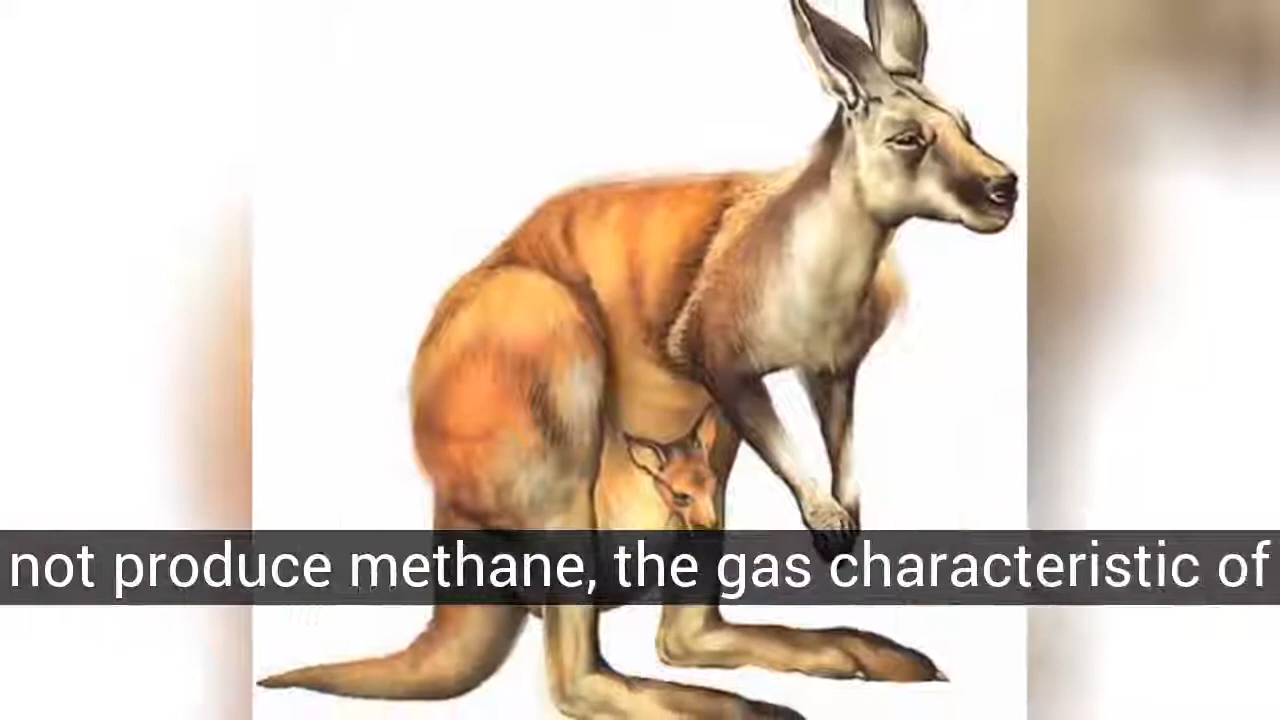 not produce methane, the gas characteristic of